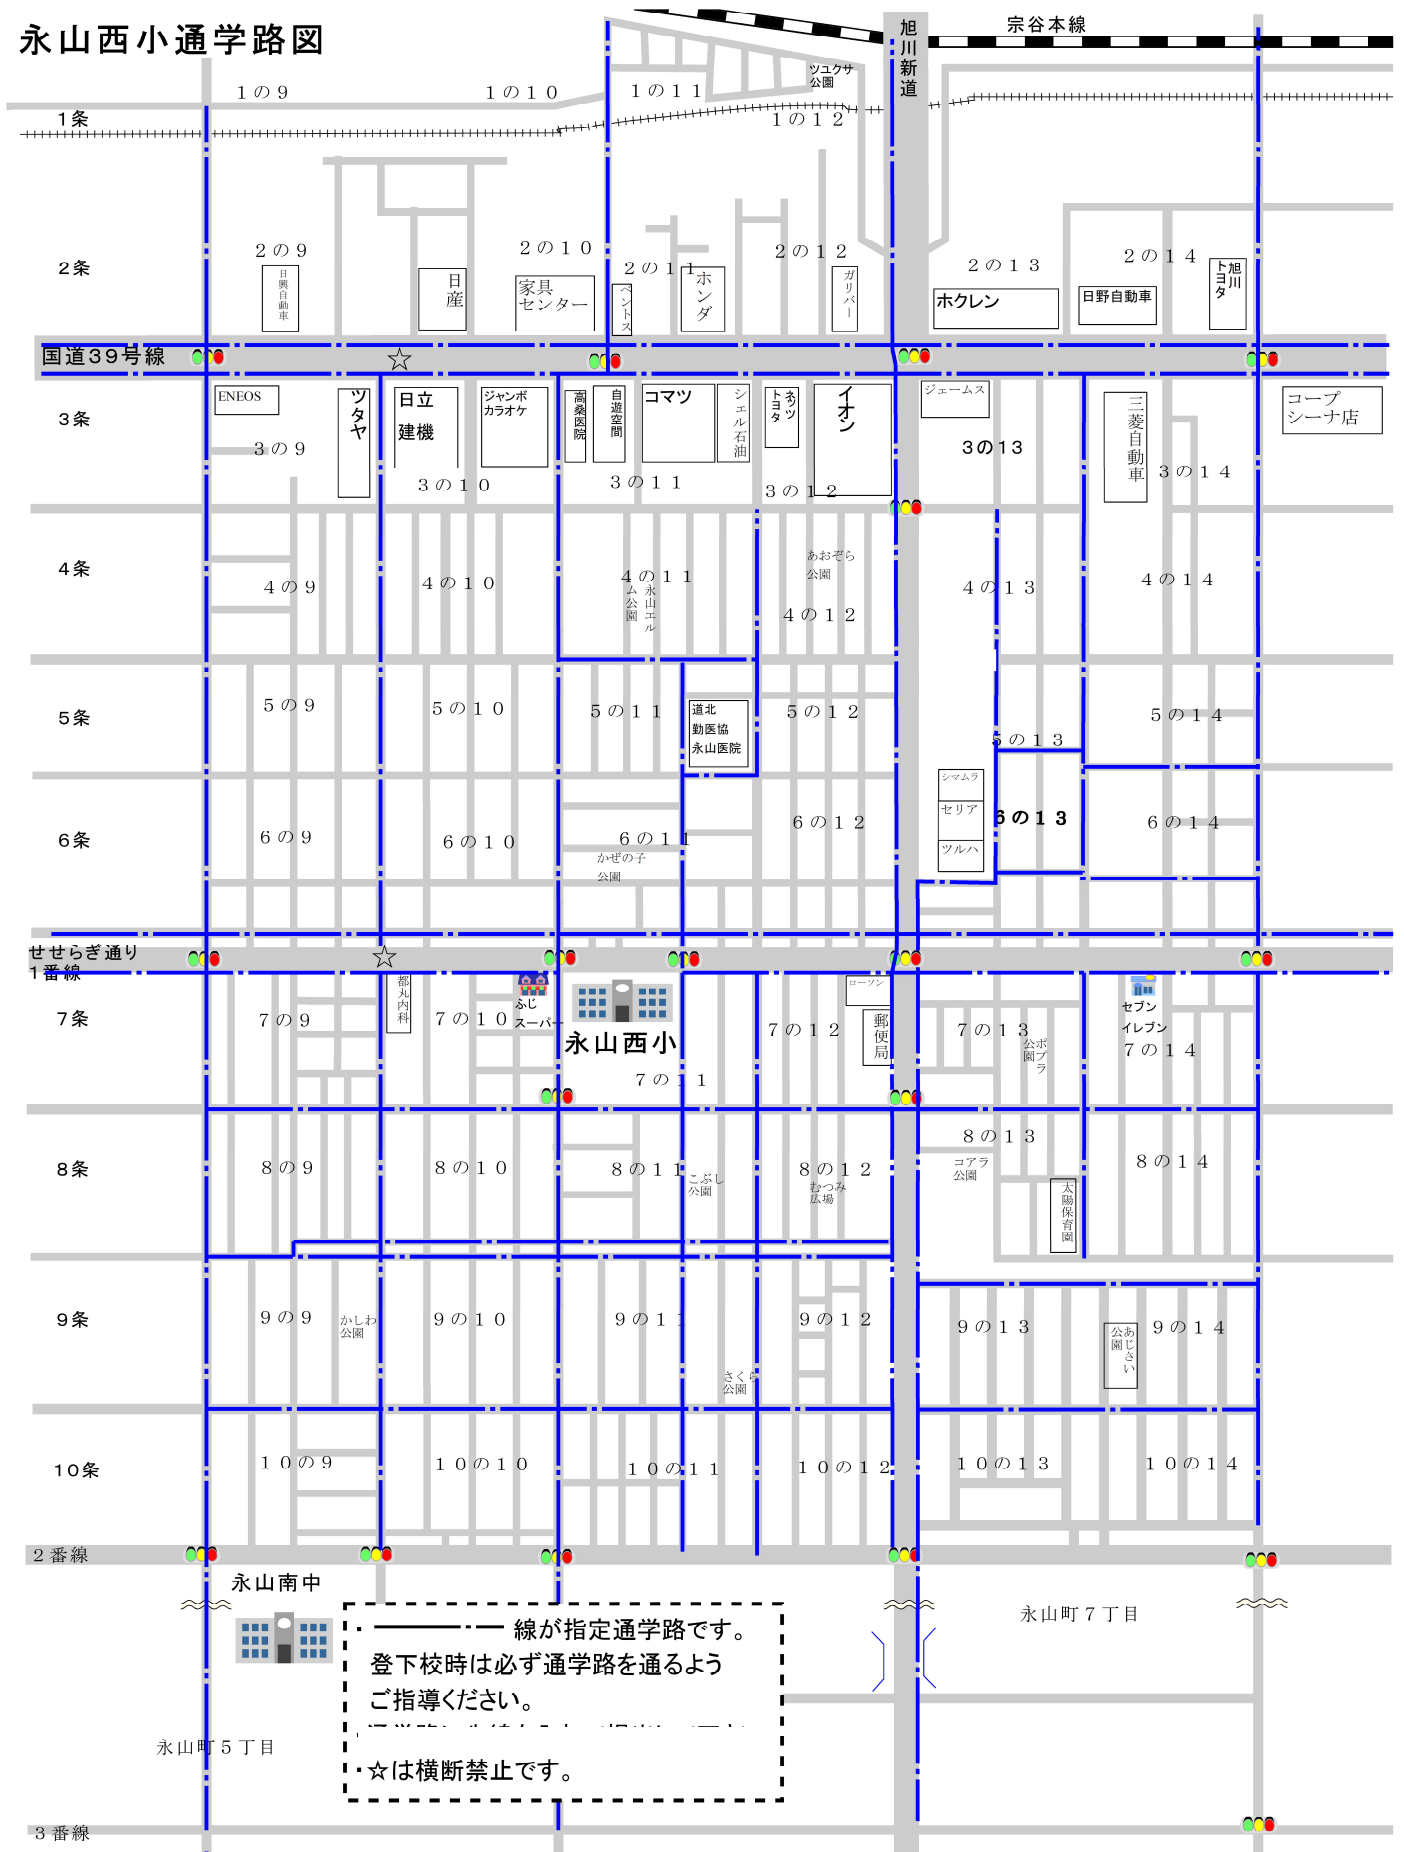 永山西小通学路図
宗谷本線
旭川新道
ツユクサ
公園
1の9
1の10
1の11
1の12
1条
2の9
2の10
2の11
2の12
2の13
2の14
2条
日興自動車
日産
家具
センター
ベントス
ホンダ
ガリバー
ホクレン
日野自動車
旭川
トヨタ
国道39号線
☆
ENEOS
ツタヤ
日立
建機
ジャンボ
カラオケ
高桑医院
自遊空間
コマツ
シェル石油
ネッツ
トヨタ
イオン
ジェームス
三菱自動車
コープ
シーナ店
3条
3の9
3の10
3の11
3の12
3の13
3の14
4条
4の9
4の10
4の11
永山エル
ム公園
あおぞら
公園
4の12
4の13
4の14
5条
5の9
5の10
5の11
道北
勤医協
永山医院
5の12
5の13
5の14
シマムラ
セリア
ツルハ
6条
6の9
6の10
6の11
かぜの子
公園
6の12
6の13
6の14
せせらぎ通り
☆
1番線
都丸内科
ふじ
スーパー
永山西小
ローソン
郵便局
セブン
イレブン
7条
7の9
7の10
7の11
7の12
7の13
ポプラ
公園
7の14
8条
8の9
8の10
8の11
こぶし
公園
8の12
むつみ
広場
8の13
コアラ
公園
太陽保育園
8の14
9条
9の9
かしわ
公園
9の10
9の11
さくら
公園
9の12
9の13
あじさい
公園
9の14
10条
10の9
10の10
10の11
10の12
10の13
10の14
2番線
永山南中
永山町7丁目
・ 線が指定通学路です。
登下校時は必ず通学路を通るよう
ご指導ください。
・☆は横断禁止です。
永山町5丁目
3番線